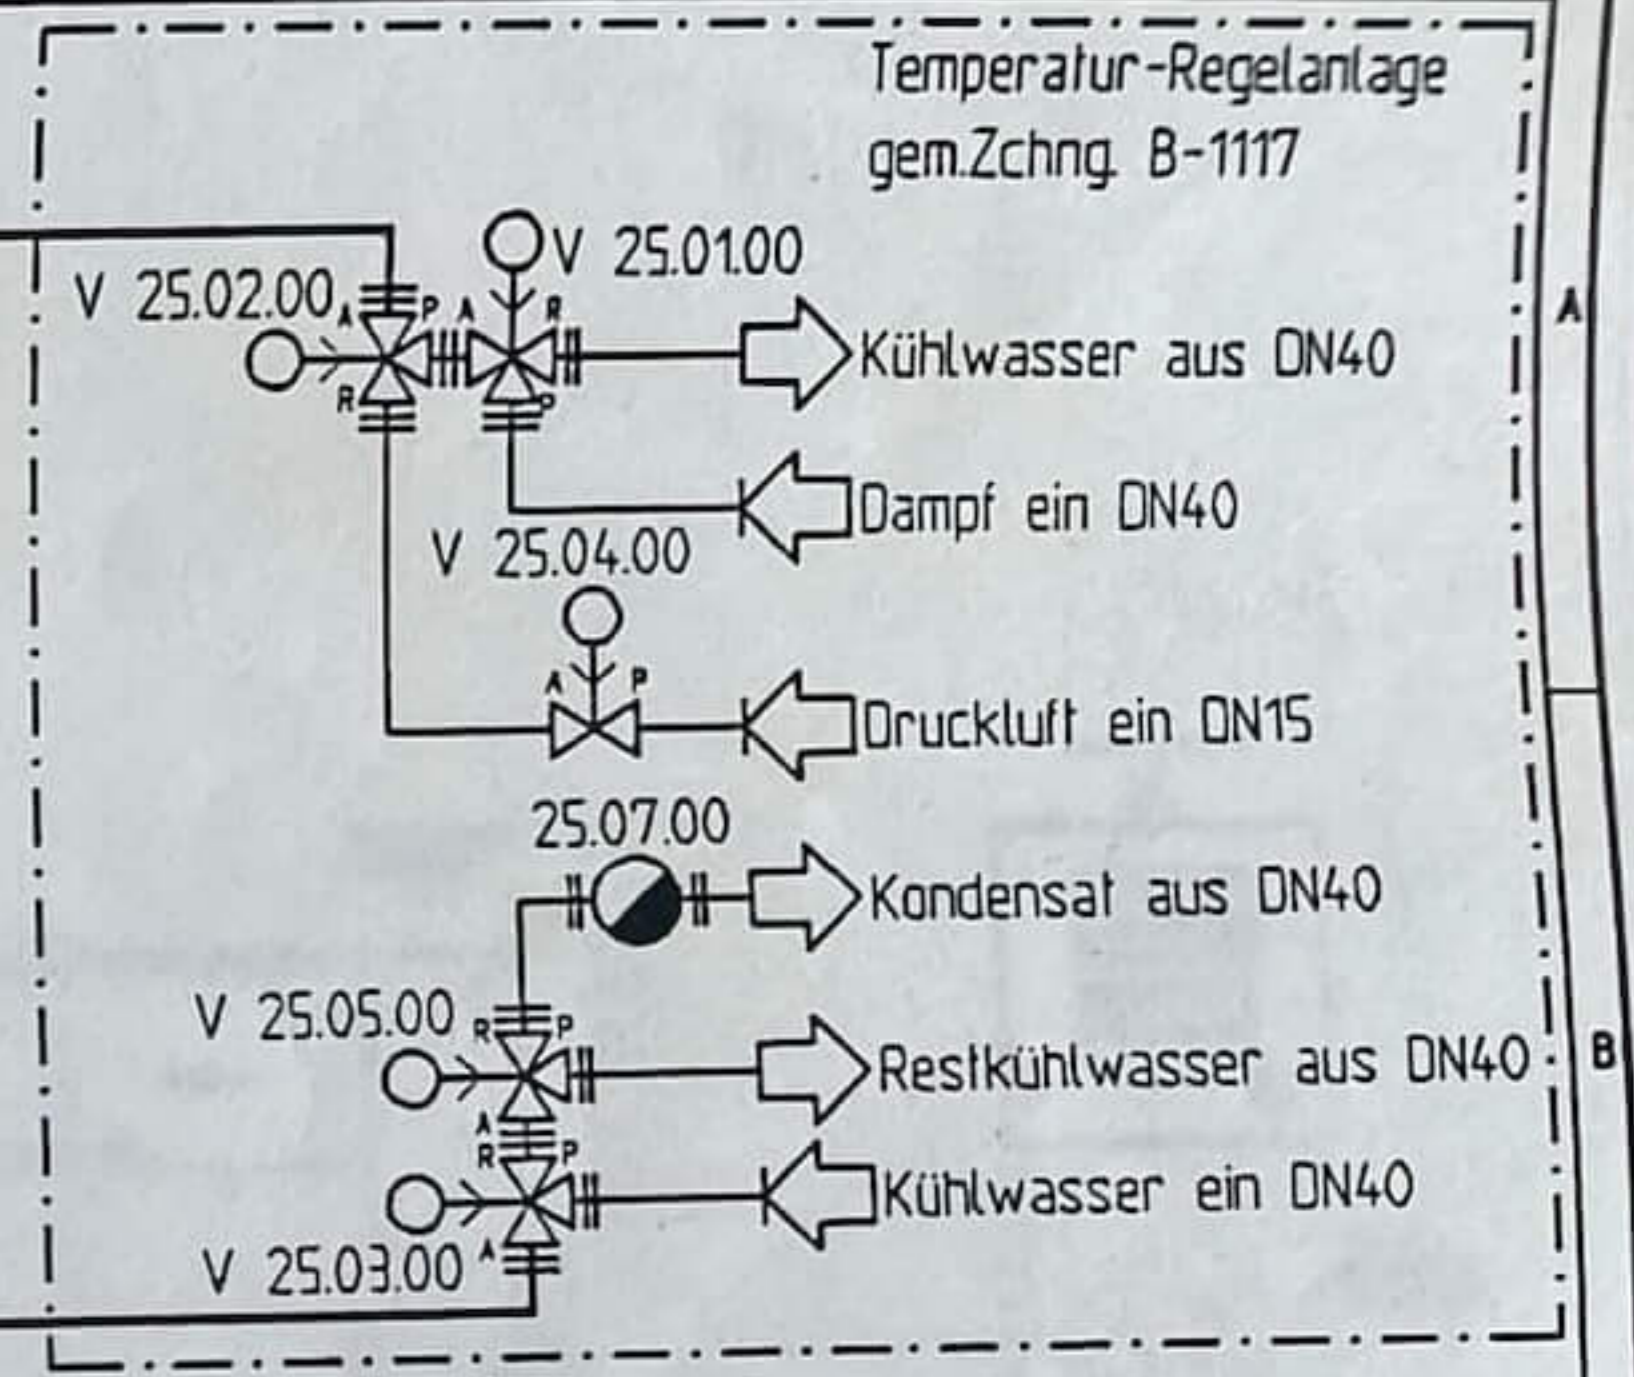 Temperatur-Regelanlage
gem.Zchng. B-1117
A
V 25.01.00
V 25.02.00
A P A R
R P
Kühlwasser aus DN40
Dampf ein DN40
V 25.04.00
A P
Druckluft ein DN15
25.07.00
Kondensat aus DN40
V 25.05.00
R P
A
Restkühlwasser aus DN40
B
R P
A
Kühlwasser ein DN40
V 25.03.00